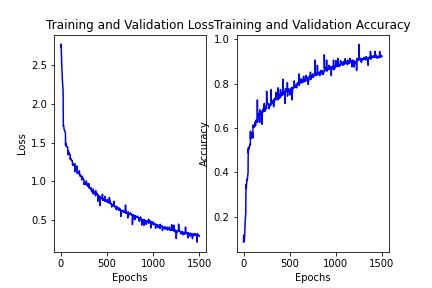 Training and Validation Loss
2.5
2.0
1.5
1.0
0.5
Loss
0 500 1000 1500
Epochs
Training and Validation Accuracy
1.0
0.8
0.6
0.4
0.2
Accuracy
0 500 1000 1500
Epochs